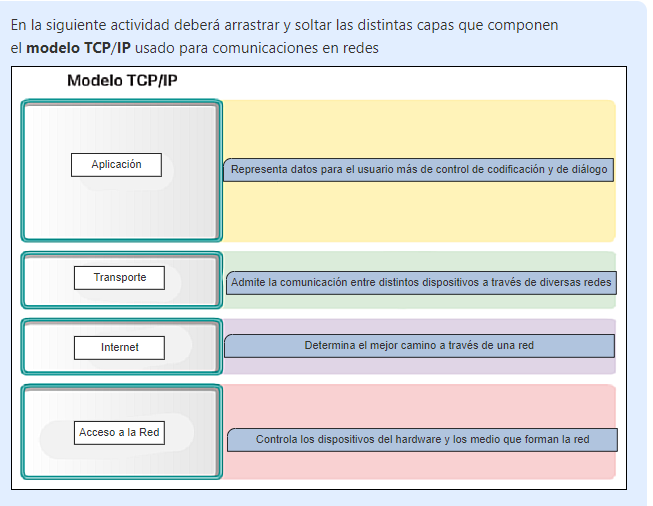 En la siguiente actividad deberá arrastrar y soltar las distintas capas que componen
el modelo TCP/IP usado para comunicaciones en redes
Modelo TCP/IP
Aplicación
Representa datos para el usuario más de control de codificación y de diálogo
Transporte
Admite la comunicación entre distintos dispositivos a través de diversas redes
Internet
Determina el mejor camino a través de una red
Acceso a la Red
Controla los dispositivos del hardware y los medio que forman la red